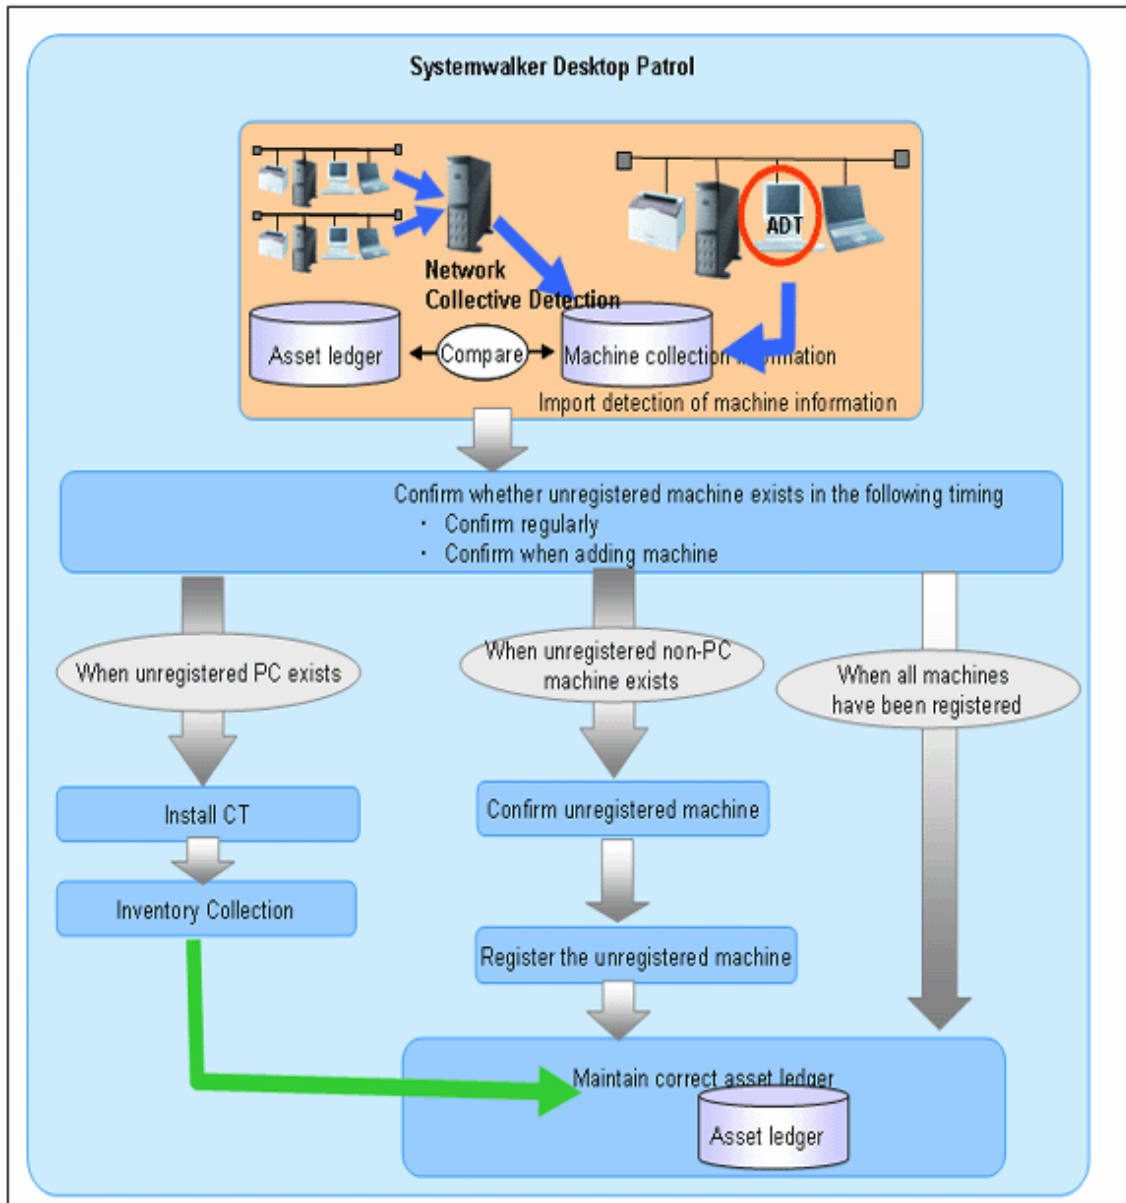 Systemwalker Desktop Patrol
ADT
Network
Collective Detection
Asset ledger
Compare
Machine collection information
Import detection of machine information
Confirm whether unregistered machine exists in the following timing
・ Confirm regularly
・ Confirm when adding machine
When unregistered PC exists
When unregistered non-PC
machine exists
When all machines
have been registered
Install CT
Confirm unregistered machine
Inventory Collection
Register the unregistered machine
Maintain correct asset ledger
Asset ledger